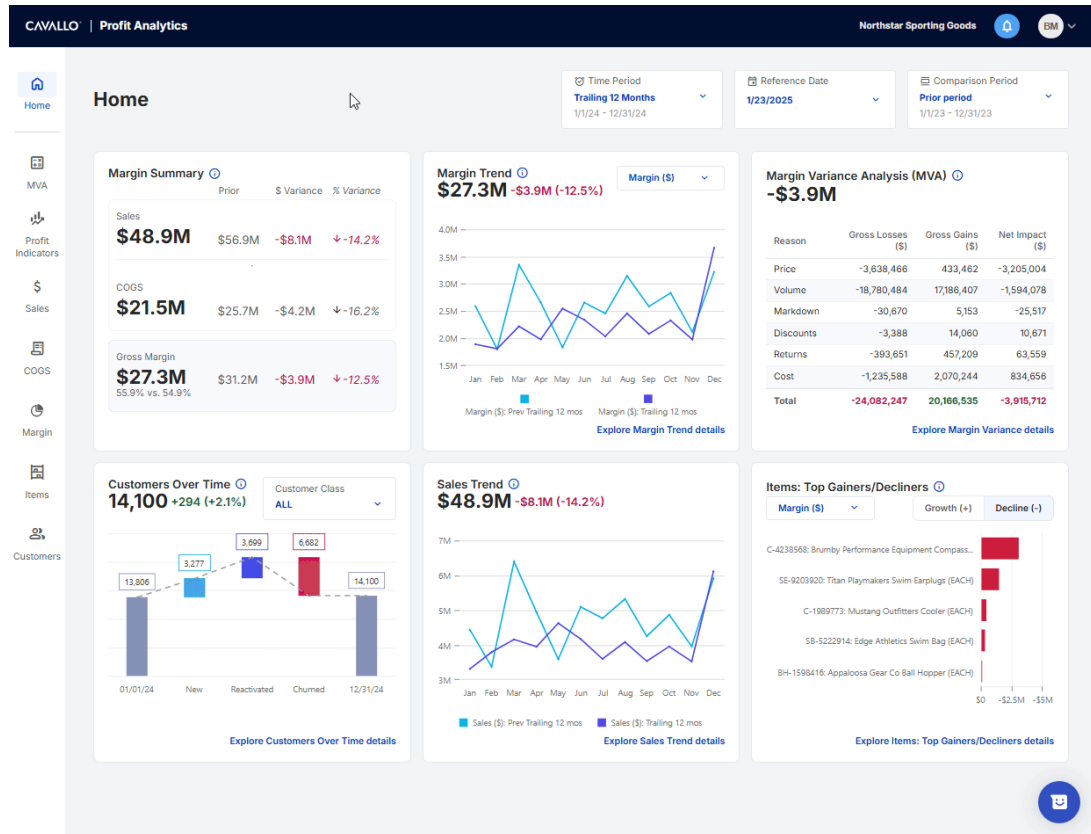 CAVALLO | Profit Analytics
Northstar Sporting Goods
BM
Home
MVA
Profit
Indicators
Sales
COGS
Margin
Items
Customers
Home
Time Period
Trailing 12 Months
1/1/24 - 12/31/24
Reference Date
1/23/2025
Comparison Period
Prior period
1/1/23 - 12/31/23
Margin Summary
Prior $ Variance % Variance
Sales
$48.9M $56.9M -$8.1M -14.2%
COGS
$21.5M $25.7M -$4.2M -16.2%
Gross Margin
$27.3M $31.2M -$3.9M -12.5%
55.9% vs. 54.9%
Margin Trend
$27.3M -$3.9M (-12.5%)
Margin ($)
4.0M
3.5M
3.0M
2.5M
2.0M
1.5M
Jan Feb Mar Apr May Jun Jul Aug Sep Oct Nov Dec
Margin ($): Prev Trailing 12 mos Margin ($): Trailing 12 mos
Explore Margin Trend details
Margin Variance Analysis (MVA)
-$3.9M
Reason Gross Losses ($) Gross Gains ($) Net Impact ($)
Price -3,638,466 433,462 -3,205,004
Volume -18,780,484 17,186,407 -1,594,078
Markdown -30,670 5,153 -25,517
Discounts -3,388 14,060 10,671
Returns -393,651 457,209 63,559
Cost -1,235,588 2,070,244 834,656
Total -24,082,247 20,166,535 -3,915,712
Explore Margin Variance details
Customers Over Time
14,100 +294 (+2.1%)
Customer Class
ALL
13,806
3,277
3,699
6,682
14,100
01/01/24 New Reactivated Churned 12/31/24
Explore Customers Over Time details
Sales Trend
$48.9M -$8.1M (-14.2%)
7M
6M
5M
4M
3M
Jan Feb Mar Apr May Jun Jul Aug Sep Oct Nov Dec
Sales ($): Prev Trailing 12 mos Sales ($): Trailing 12 mos
Explore Sales Trend details
Items: Top Gainers/Decliners
Margin ($)
Growth (+) Decline (-)
C-4238568: Brumby Performance Equipment Compass...
SE-9203920: Titan Playmakers Swim Earplugs (EACH)
C-1989773: Mustang Outfitters Cooler (EACH)
SB-5222914: Edge Athletics Swim Bag (EACH)
BH-1598416: Appaloosa Gear Co Ball Hopper (EACH)
$0 -$2.5M -$5M
Explore Items: Top Gainers/Decliners details